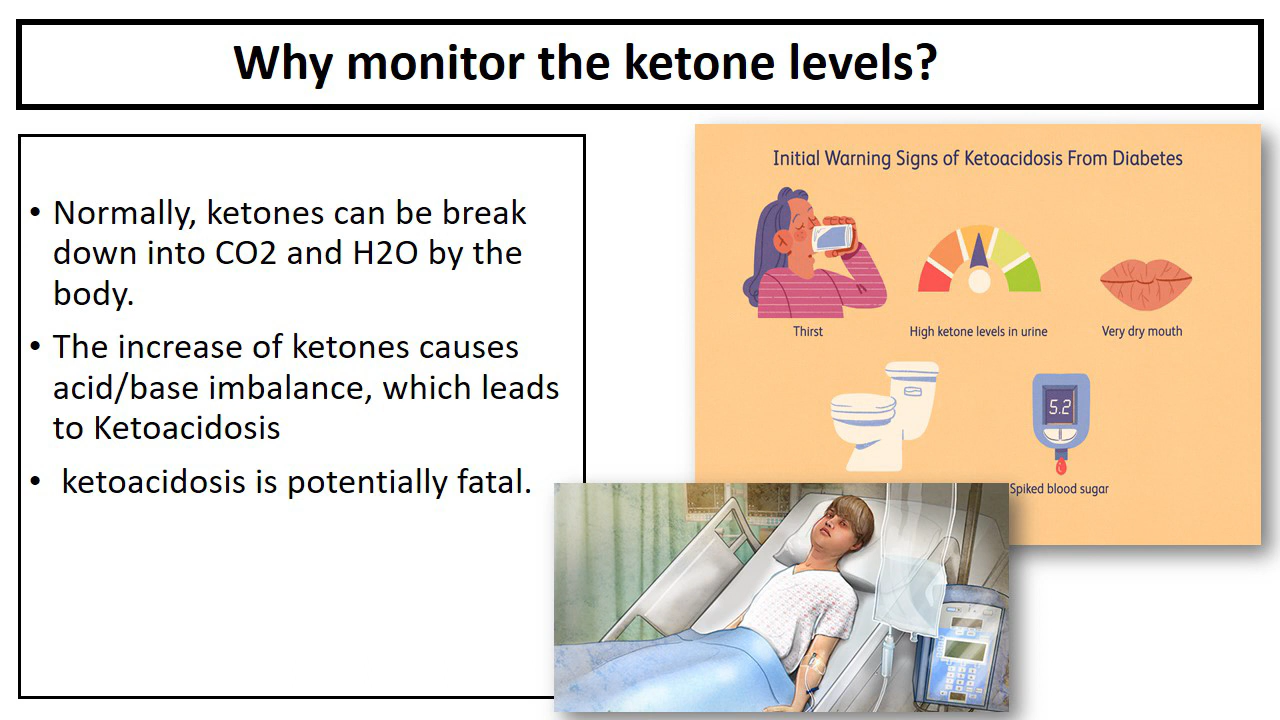 Why monitor the ketone levels?
• Normally, ketones can be break
down into CO2 and H2O by the
body.
• The increase of ketones causes
acid/base imbalance, which leads
to Ketoacidosis
• ketoacidosis is potentially fatal.
Initial Warning Signs of Ketoacidosis From Diabetes
Thirst
High ketone levels in urine
Very dry mouth
5.2
Spiked blood sugar